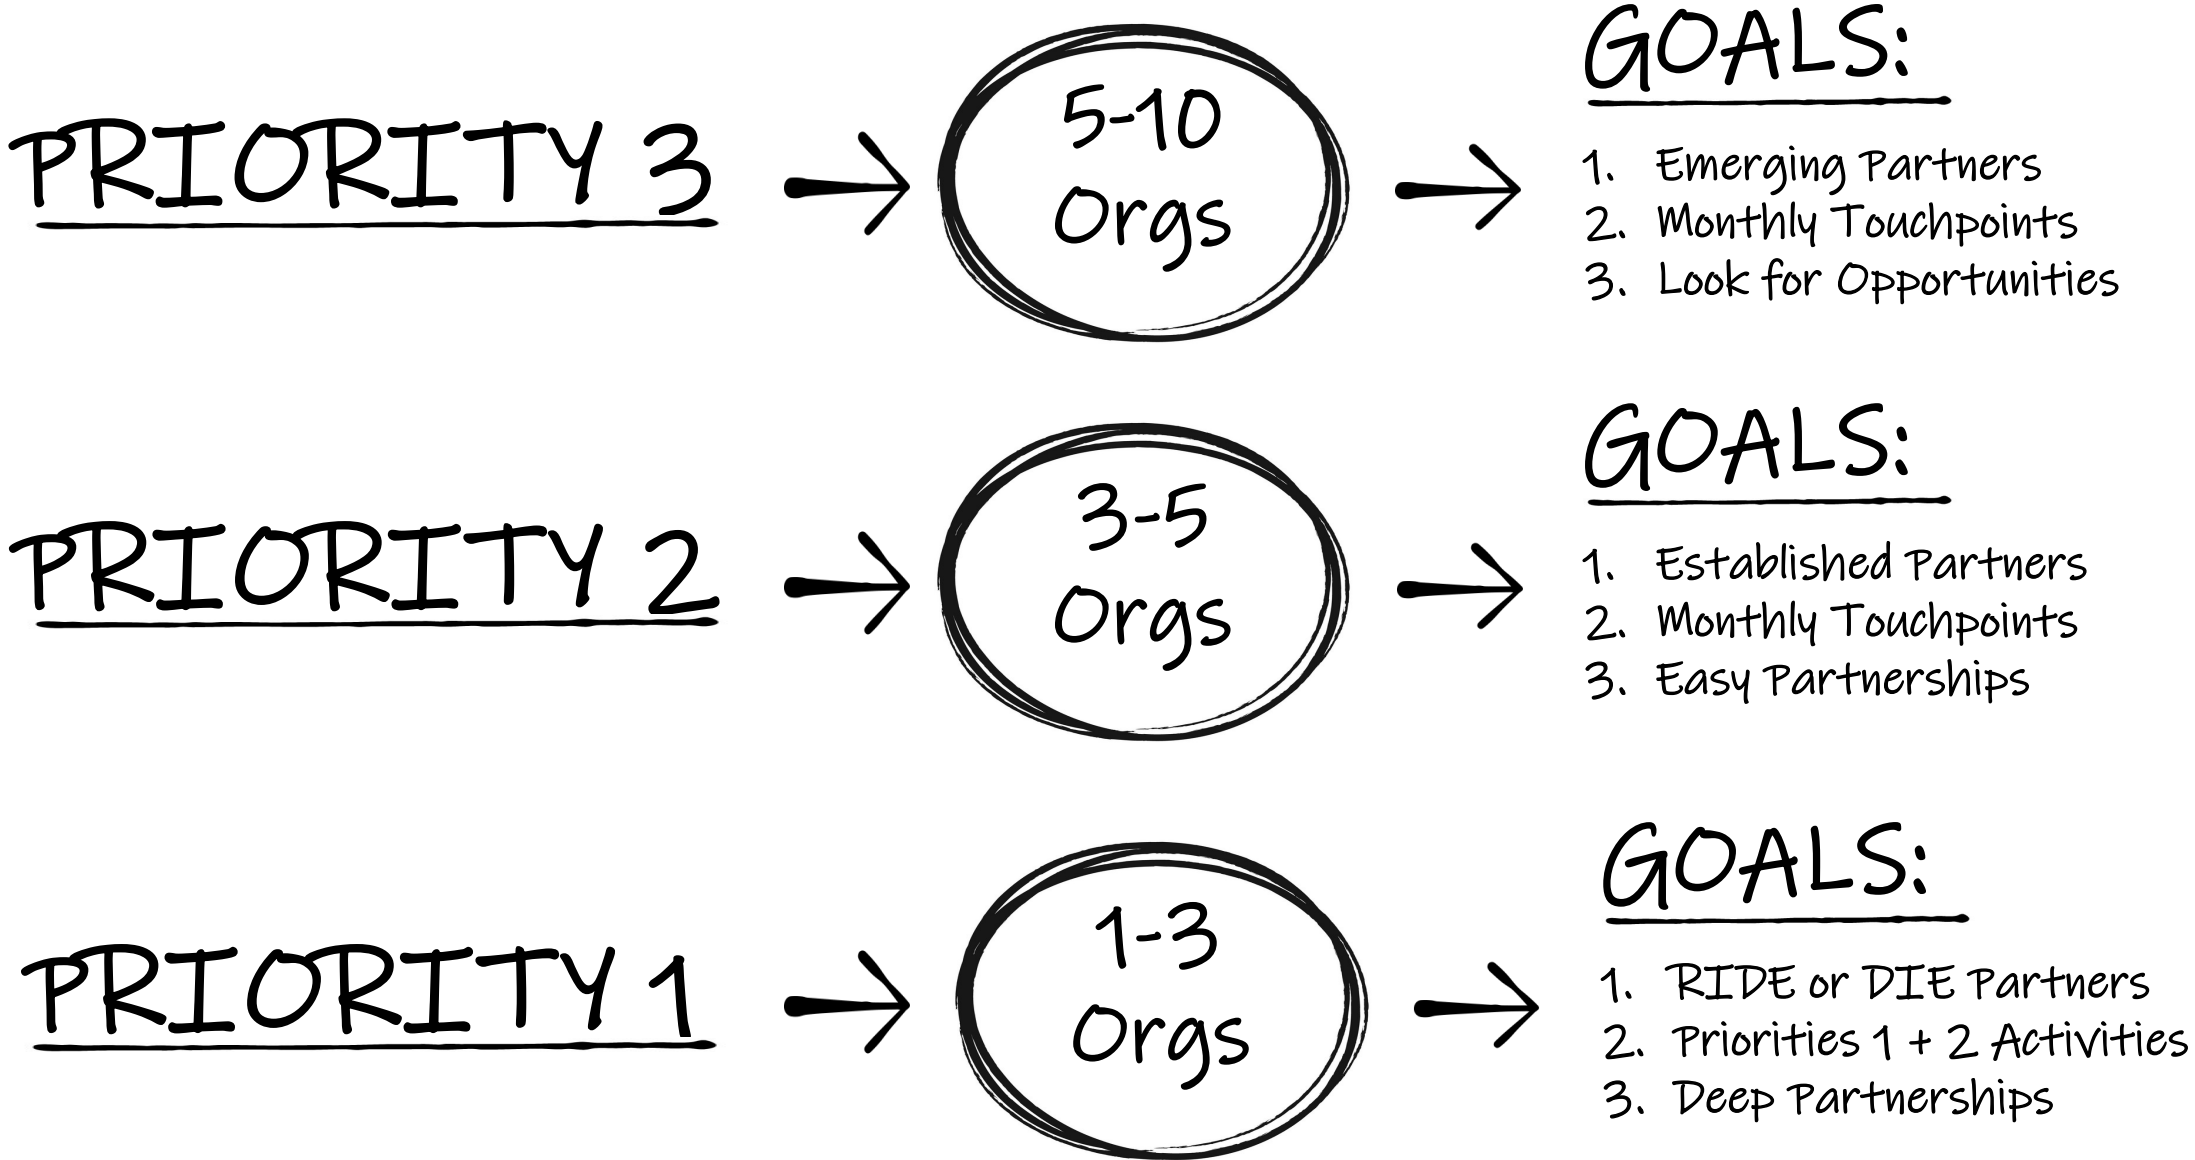 PRIORITY 3
5-10
Orgs
GOALS:
1. Emerging Partners
2. Monthly Touchpoints
3. Look for Opportunities
PRIORITY 2
3-5
Orgs
GOALS:
1. Established Partners
2. Monthly Touchpoints
3. Easy Partnerships
PRIORITY 1
1-3
Orgs
GOALS:
1. RIDE or DIE Partners
2. Priorities 1 + 2 Activities
3. Deep Partnerships